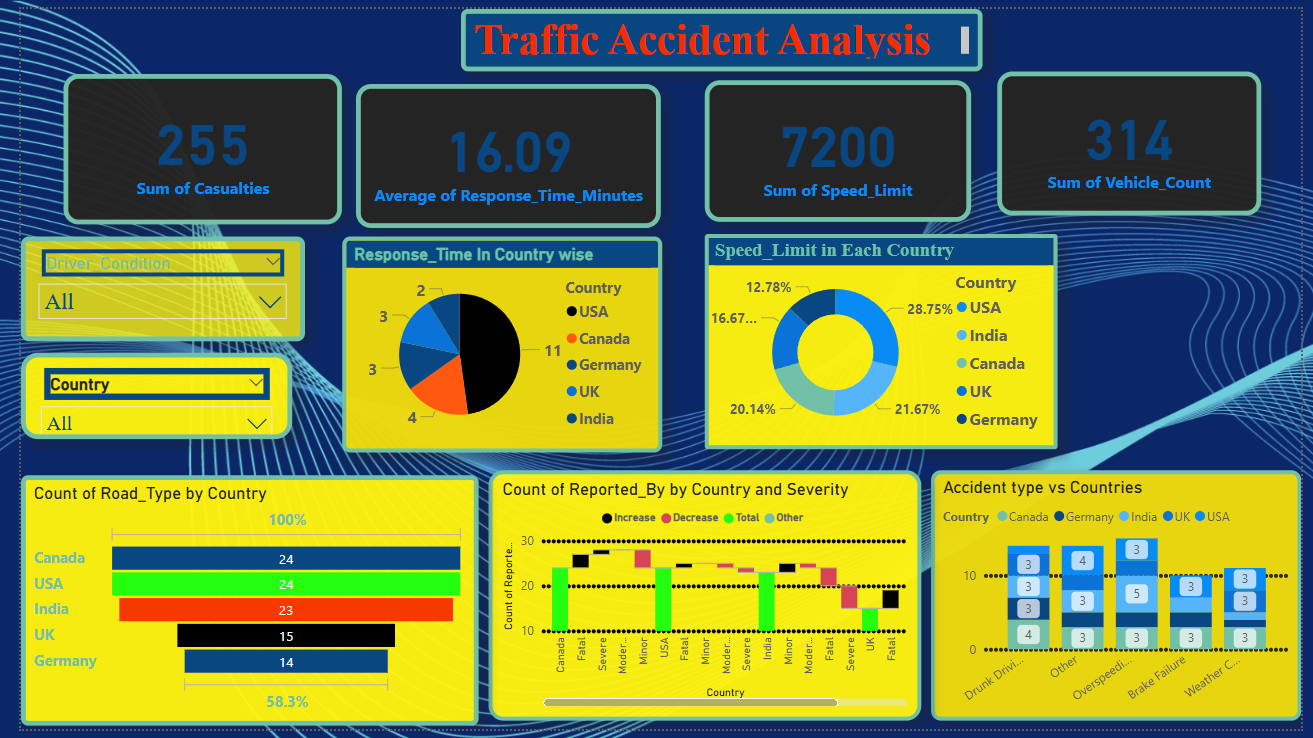 Traffic Accident Analysis
255
Sum of Casualties
16.09
Average of Response_Time_Minutes
7200
Sum of Speed_Limit
314
Sum of Vehicle_Count
Driver_Condition
All
Country
All
Response_Time In Country wise
2
3
3
4
11
Country
USA
Canada
Germany
UK
India
Speed_Limit in Each Country
12.78%
16.67...
20.14%
28.75%
21.67%
Country
USA
India
Canada
UK
Germany
Count of Road_Type by Country
100%
Canada 24
USA 24
India 23
UK 15
Germany 14
58.3%
Count of Reported_By by Country and Severity
Increase Decrease Total Other
Count of Reporte...
30
20
10
Canada
Fatal
Severe
Moder...
Minor
USA
Fatal
Minor
Moder...
Severe
India
Minor
Moder...
Fatal
Severe
UK
Fatal
Country
Accident type vs Countries
Country Canada Germany India UK USA
10
0
3
3
3
4
4
3
3
3
5
3
3
3
3
3
3
Drunk Drivi...
Other
Overspeedi...
Brake Failure
Weather C...